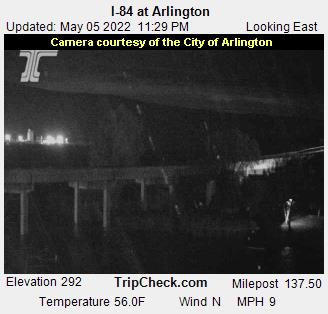 I-84 at Arlington
Updated: May 05 2022 11:29 PM Looking East
Camera courtesy of the City of Arlington
Elevation 292 TripCheck.com Milepost 137.50
Temperature 56.0F Wind N MPH 9